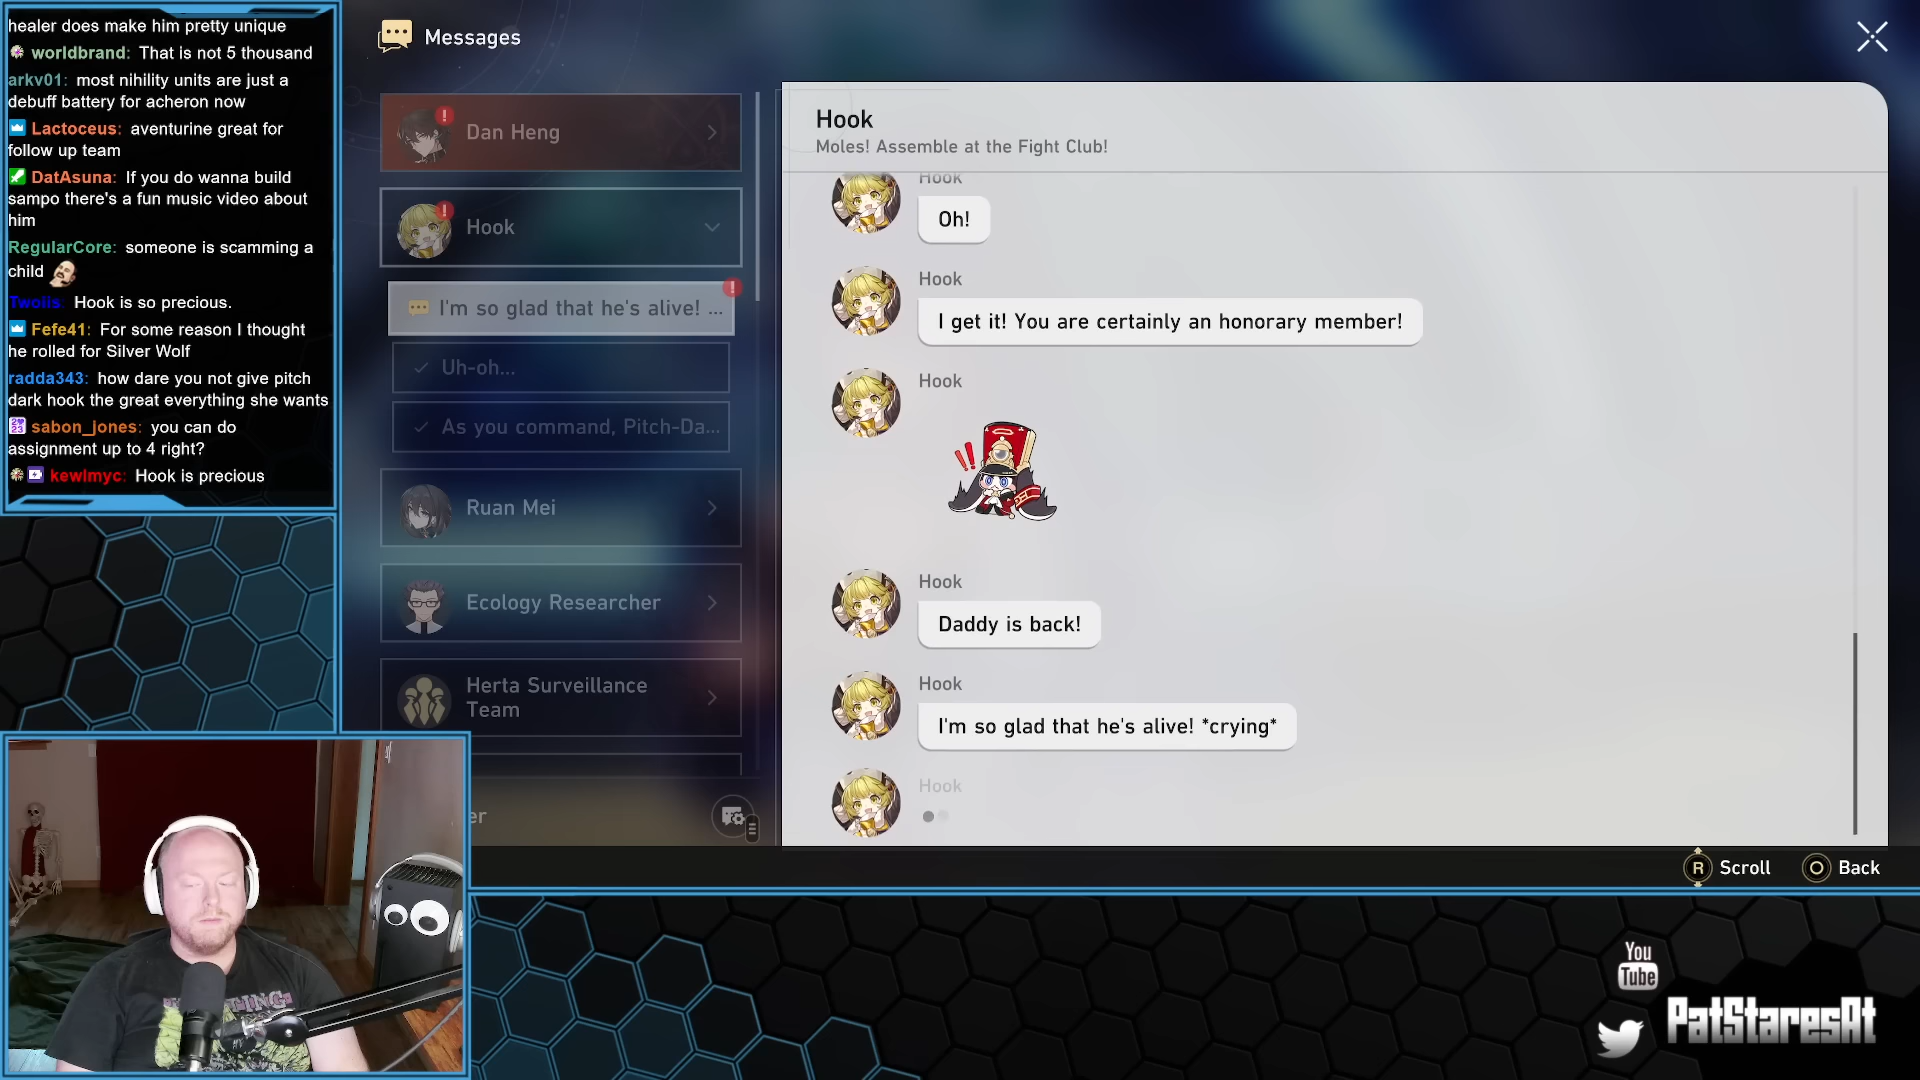 healer does make him pretty unique
worldbrand: That is not 5 thousand
arkv01: most nihility units are just a
debuff battery for acheron now
Lactoceus: aventurine great for
follow up team
DatAsuna: If you do wanna build
sampo there's a fun music video about
him
RegularCore: someone is scamming a
child
Twolls: Hook is so precious.
Fefe41: For some reason I thought
he rolled for Silver Wolf
radda343: how dare you not give pitch
dark hook the great everything she wants
sabon_jones: you can do
assignment up to 4 right?
kewlmyc: Hook is precious
Messages
Dan Heng
Hook
I'm so glad that he's alive! ...
Uh-oh...
As you command, Pitch-Da...
Ruan Mei
Ecology Researcher
Herta Surveillance
Team
er
Hook
Moles! Assemble at the Fight Club!
Hook
Oh!
Hook
I get it! You are certainly an honorary member!
Hook
Hook
Daddy is back!
Hook
I'm so glad that he's alive! *crying*
Hook
R Scroll
Back
You
Tube
PatStaresAt